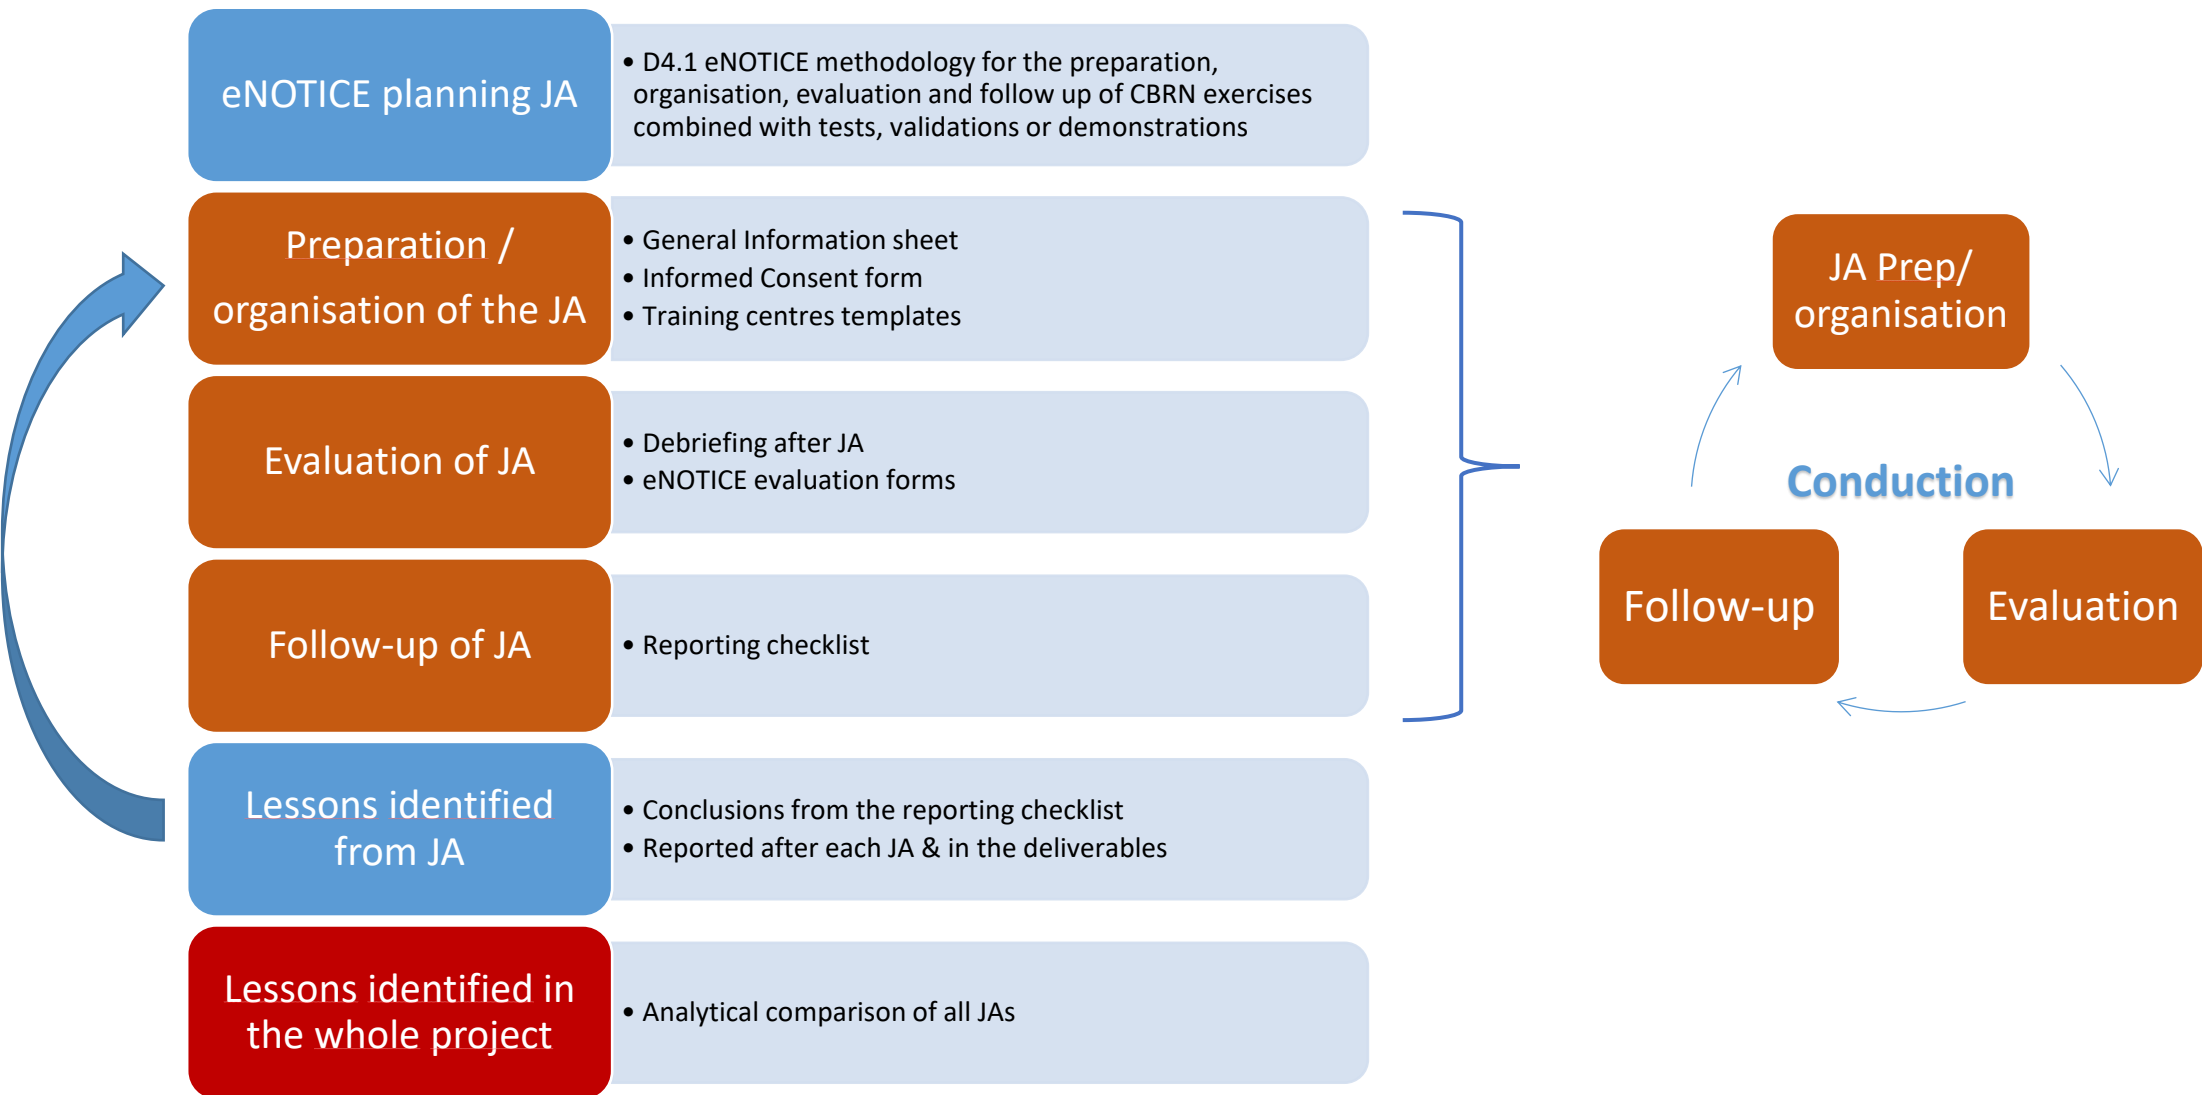 eNOTICE planning JA
• D4.1 eNOTICE methodology for the preparation,
organisation, evaluation and follow up of CBRN exercises
combined with tests, validations or demonstrations
Preparation /
organisation of the JA
• General Information sheet
• Informed Consent form
• Training centres templates
Evaluation of JA
• Debriefing after JA
• eNOTICE evaluation forms
Follow-up of JA
• Reporting checklist
Lessons identified
from JA
• Conclusions from the reporting checklist
• Reported after each JA & in the deliverables
Lessons identified in
the whole project
• Analytical comparison of all JAs
JA Prep/
organisation
Conduction
Follow-up
Evaluation